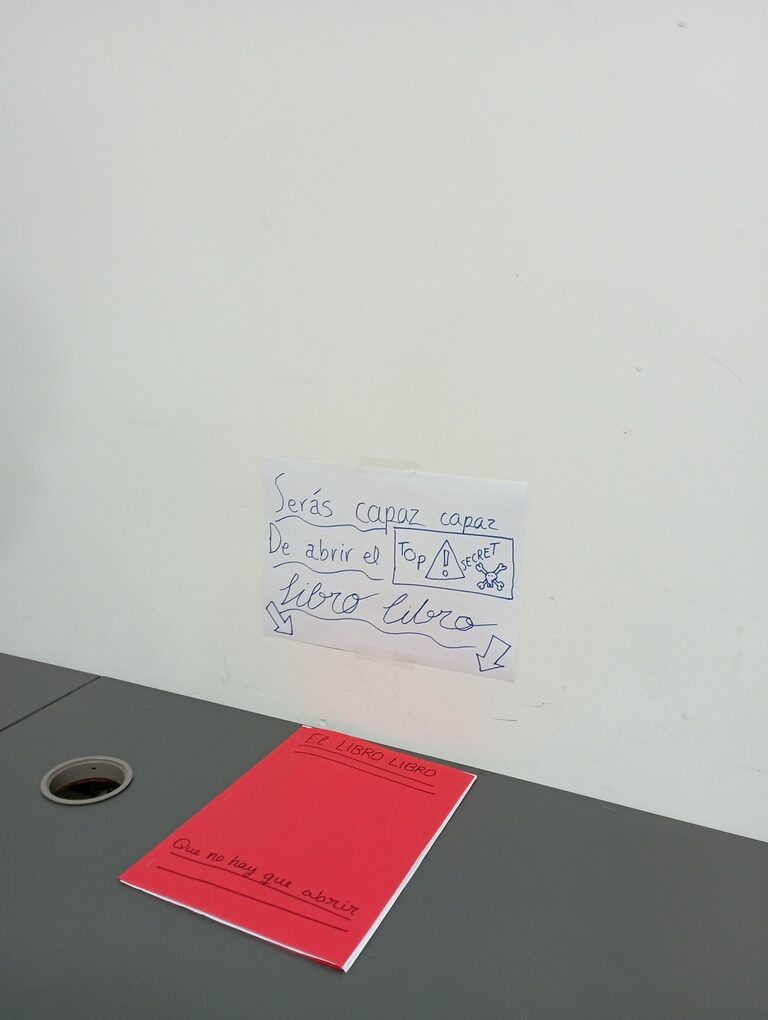 Serás capaz capaz
De abrir el TOP ! SECRET
libro libro
EL LIBRO LIBRO
Que no hay que abrir